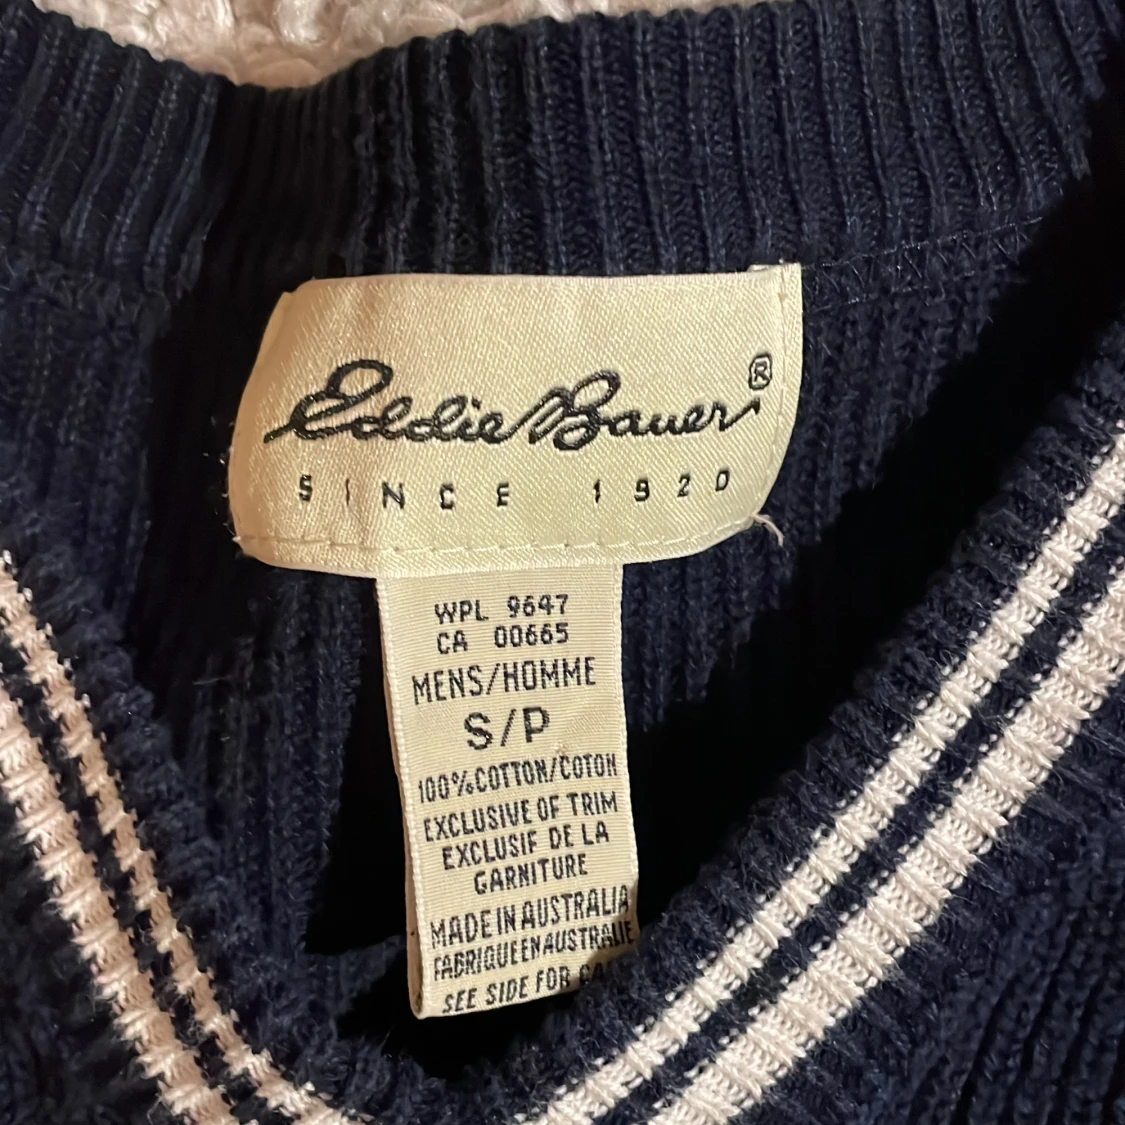 Eddie Bauer®
SINCE 1920
WPL 9647
CA 00665
MENS/HOMME
S/P
100%COTTON/COTON
EXCLUSIVE OF TRIM
EXCLUSIF DE LA
GARNITURE
MADE IN AUSTRALIA
FABRIQUE EN AUSTRALIE
SEE SIDE FOR